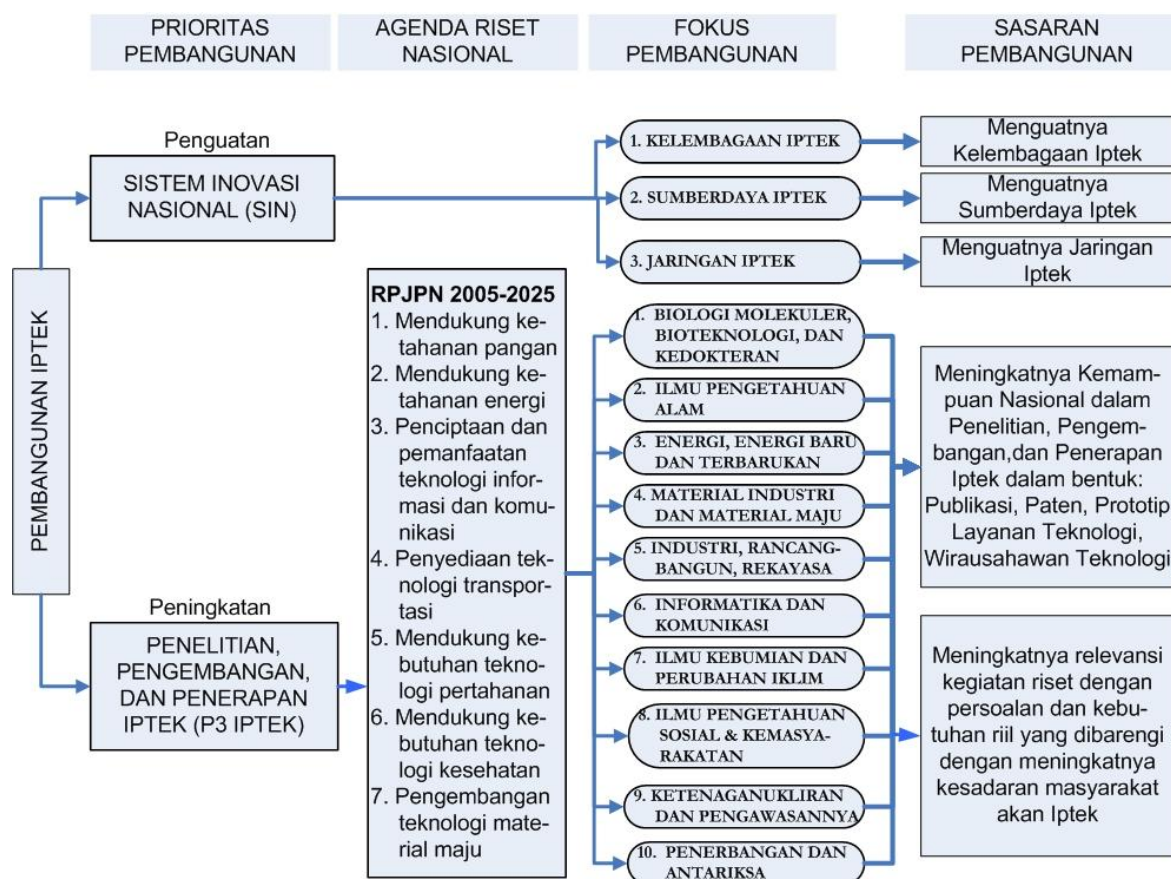 PRIORITAS
PEMBANGUNAN
AGENDA RISET
NASIONAL
FOKUS
PEMBANGUNAN
SASARAN
PEMBANGUNAN
PEMBANGUNAN IPTEK
Penguatan
SISTEM INOVASI
NASIONAL (SIN)
Peningkatan
PENELITIAN,
PENGEMBANGAN,
DAN PENERAPAN
IPTEK (P3 IPTEK)
RPJPN 2005-2025
1. Mendukung ke-
tahanan pangan
2. Mendukung ke-
tahanan energi
3. Penciptaan dan
pemanfaatan
teknologi infor-
masi dan komu-
nikasi
4. Penyediaan tek-
nologi transpor-
tasi
5. Mendukung ke-
butuhan tekno-
logi pertahanan
6. Mendukung ke-
butuhan tekno-
logi kesehatan
7. Pengembangan
teknologi mate-
rial maju
1. KELEMBAGAAN IPTEK
2. SUMBERDAYA IPTEK
3. JARINGAN IPTEK
1. BIOLOGI MOLEKULER,
BIOTEKNOLOGI, DAN
KEDOKTERAN
2. ILMU PENGETAHUAN
ALAM
3. ENERGI, ENERGI BARU
DAN TERBARUKAN
4. MATERIAL INDUSTRI
DAN MATERIAL MAJU
5. INDUSTRI, RANCANG-
BANGUN, REKAYASA
6. INFORMATIKA DAN
KOMUNIKASI
7. ILMU KEBUMIAN DAN
PERUBAHAN IKLIM
8. ILMU PENGETAHUAN
SOSIAL & KEMASYA-
RAKATAN
9. KETENAGANUKLIRAN
DAN PENGAWASANNYA
10. PENERBANGAN DAN
ANTARIKSA
Menguatnya
Kelembagaan Iptek
Menguatnya
Sumberdaya Iptek
Menguatnya Jaringan
Iptek
Meningkatnya Kemam-
puan Nasional dalam
Penelitian, Pengem-
bangan,dan Penerapan
Iptek dalam bentuk:
Publikasi, Paten, Prototip
Layanan Teknologi,
Wirausahawan Teknologi
Meningkatnya relevansi
kegiatan riset dengan
persoalan dan kebu-
tuhan riil yang dibarengi
dengan meningkatnya
kesadaran masyarakat
akan Iptek